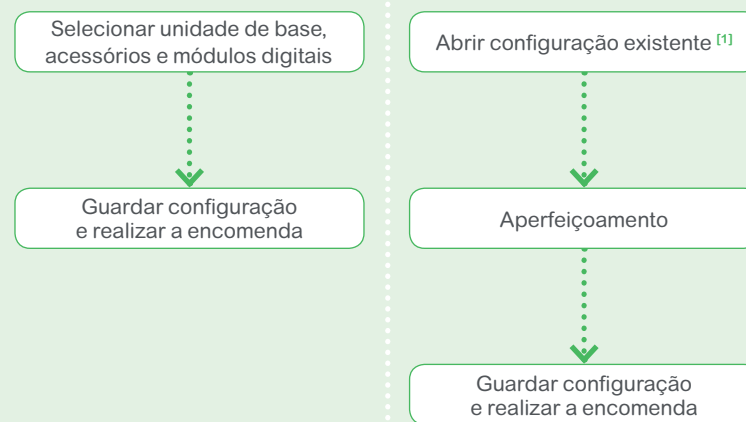 Selecionar unidade de base,
acessórios e módulos digitais
Guardar configuração
e realizar a encomenda
Abrir configuração existente [1]
Aperfeiçoamento
Guardar configuração
e realizar a encomenda